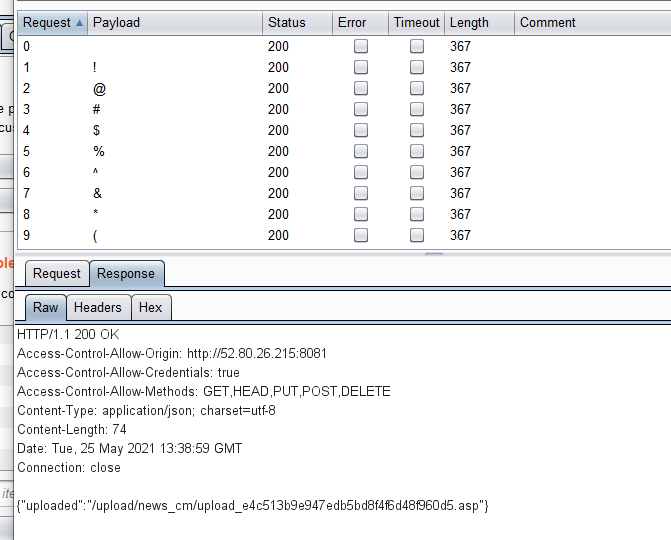 Request Payload Status Error Timeout Length Comment
0 200 367
1 ! 200 367
2 @ 200 367
3 # 200 367
4 $ 200 367
5 % 200 367
6 ^ 200 367
7 & 200 367
8 * 200 367
9 ( 200 367
Request Response
Raw Headers Hex
HTTP/1.1 200 OK
Access-Control-Allow-Origin: http://52.80.26.215:8081
Access-Control-Allow-Credentials: true
Access-Control-Allow-Methods: GET,HEAD,PUT,POST,DELETE
Content-Type: application/json; charset=utf-8
Content-Length: 74
Date: Tue, 25 May 2021 13:38:59 GMT
Connection: close
{"uploaded":"/upload/news_cm/upload_e4c513b9e947edb5bd8f4f6d48f960d5.asp"}